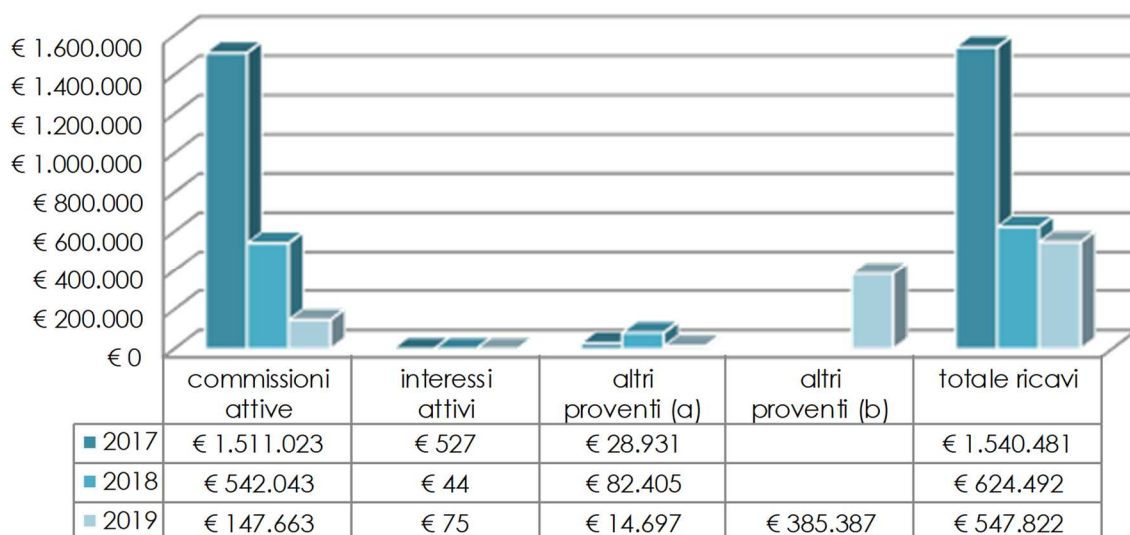 € 1.600.000
€ 1.400.000
€ 1.200.000
€ 1.000.000
€ 800.000
€ 600.000
€ 400.000
€ 200.000
€ 0
commissioni attive
interessi attivi
altri proventi (a)
altri proventi (b)
totale ricavi
2017 € 1.511.023 € 527 € 28.931 € 1.540.481
2018 € 542.043 € 44 € 82.405 € 624.492
2019 € 147.663 € 75 € 14.697 € 385.387 € 547.822